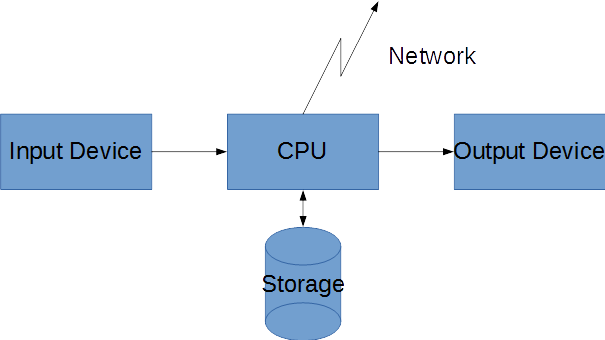 Network
Input Device
CPU
Output Device
Storage